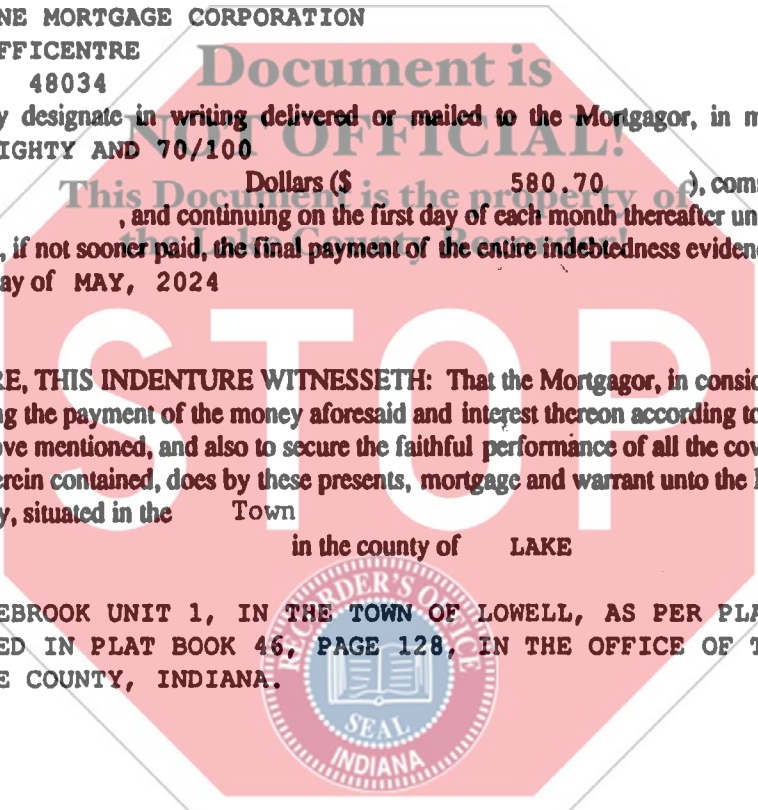 NE MORTGAGE CORPORATION
FFICENTRE
48034
Document is
y designate in writing delivered or mailed to the Mortgagor, in m
NOT OFFICIAL!
IGHTY AND 70/100
Dollars ($ 580.70 ), com
This Document is the property of
, and continuing on the first day of each month thereafter un
the Lake County Recorder!
, if not sooner paid, the final payment of the entire indebtedness eviden
ay of MAY, 2024
STOP
RE, THIS INDENTURE WITNESSETH: That the Mortgagor, in consid
ng the payment of the money aforesaid and interest thereon according to
ove mentioned, and also to secure the faithful performance of all the cov
erein contained, does by these presents, mortgage and warrant unto the
y, situated in the Town
in the county of LAKE
RECORDER'S OFFICE
EBROOK UNIT 1, IN THE TOWN OF LOWELL, AS PER PLA
ED IN PLAT BOOK 46, PAGE 128, IN THE OFFICE OF T
E COUNTY, INDIANA.
SEAL
INDIANA